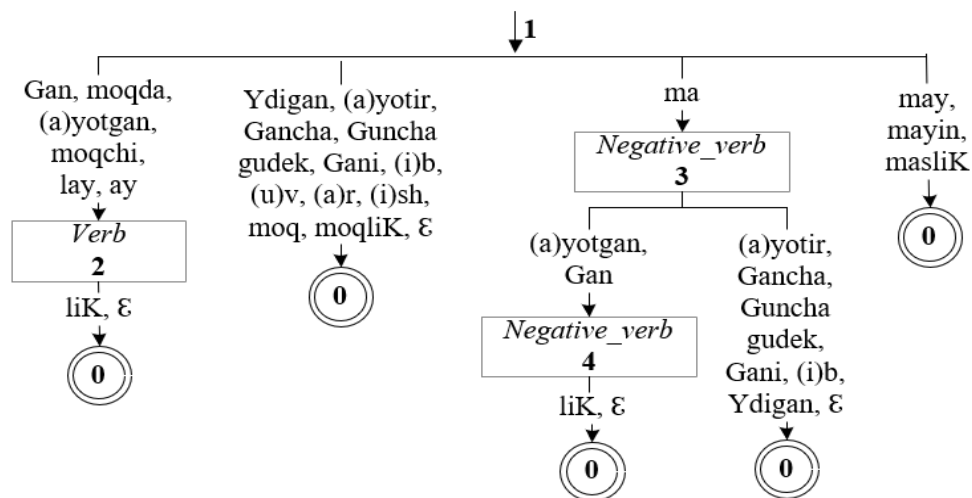 1
Gan, moqda,
(a)yotgan,
moqchi,
lay, ay
Verb
2
liK, Ɛ
0
Ydigan, (a)yotir,
Gancha, Guncha
gudek, Gani, (i)b,
(u)v, (a)r, (i)sh,
moq, moqliK, Ɛ
0
ma
Negative_verb
3
(a)yotgan,
Gan
Negative_verb
4
liK, Ɛ
0
(a)yotir,
Gancha,
Guncha
gudek,
Gani, (i)b,
Ydigan, Ɛ
0
may,
mayin,
masliK
0